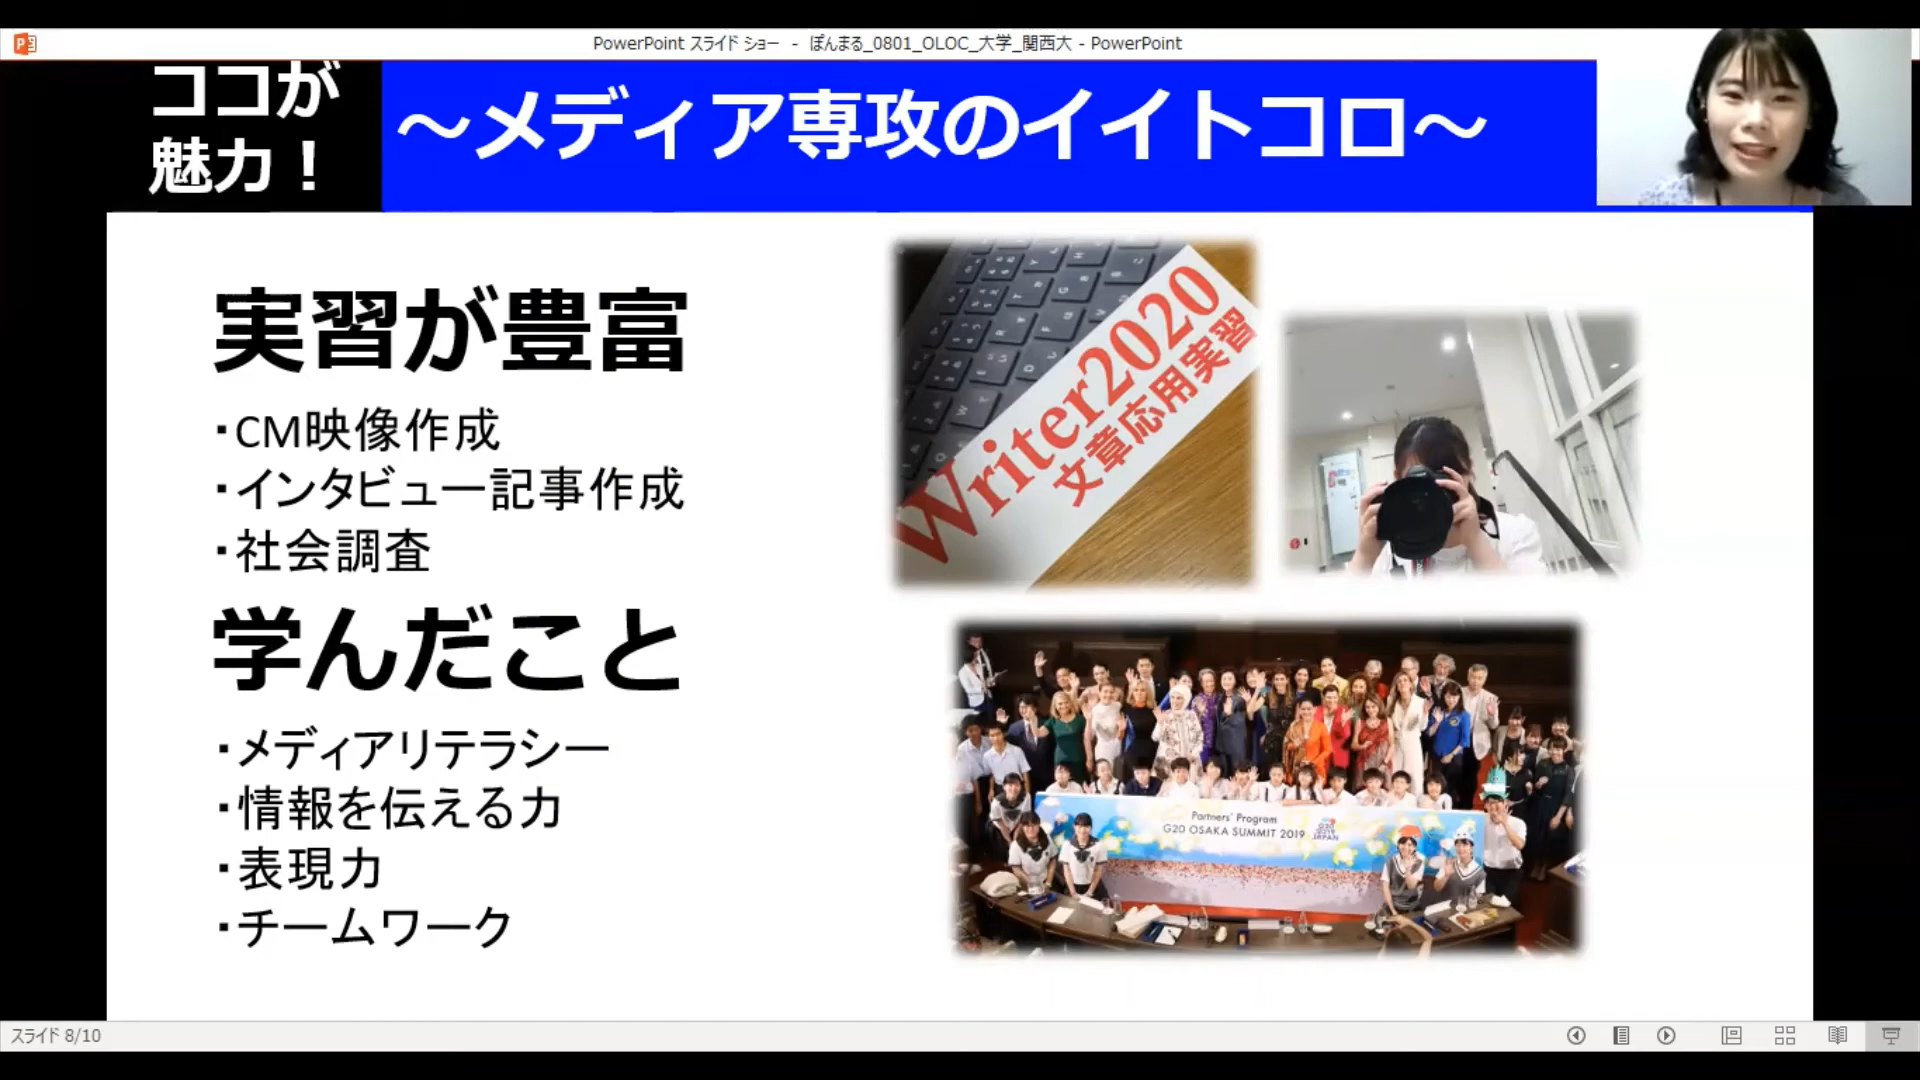 PowerPoint スライド ショー - ぽんまる_0801_OLOC_大学_関西大 - PowerPoint
ココが
魅力！
～メディア専攻のイイトコロ～
実習が豊富
・CM映像作成
・インタビュー記事作成
・社会調査
学んだこと
・メディアリテラシー
・情報を伝える力
・表現力
・チームワーク
Writer2020
文章応用実習
Partners' Program
G20 OSAKA SUMMIT 2019
G20
2019
JAPAN
スライド 8/10